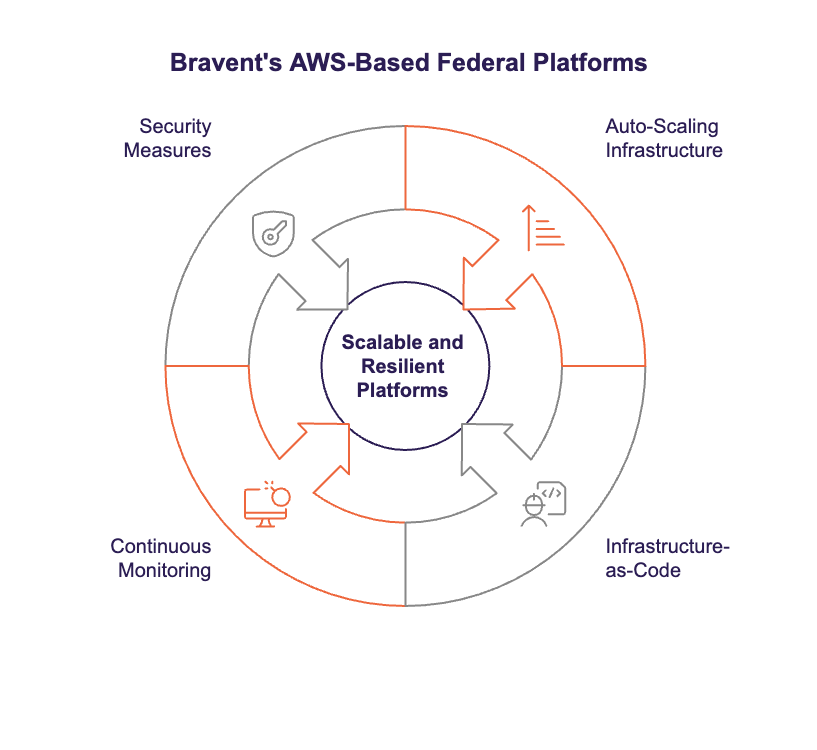 Bravent's AWS-Based Federal Platforms
Security
Measures
Auto-Scaling
Infrastructure
Scalable and
Resilient
Platforms
Continuous
Monitoring
Infrastructure-
as-Code